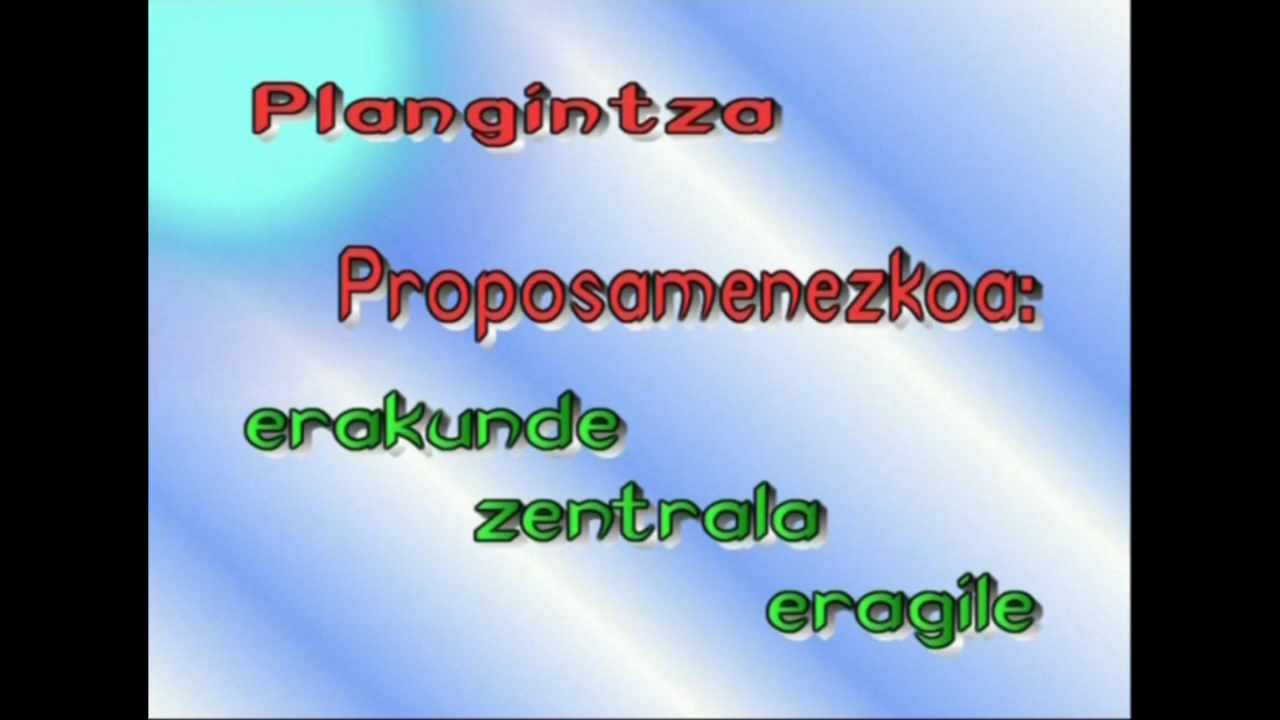 Plangintza
Proposamenezkoa:
erakunde
zentrala
eragile